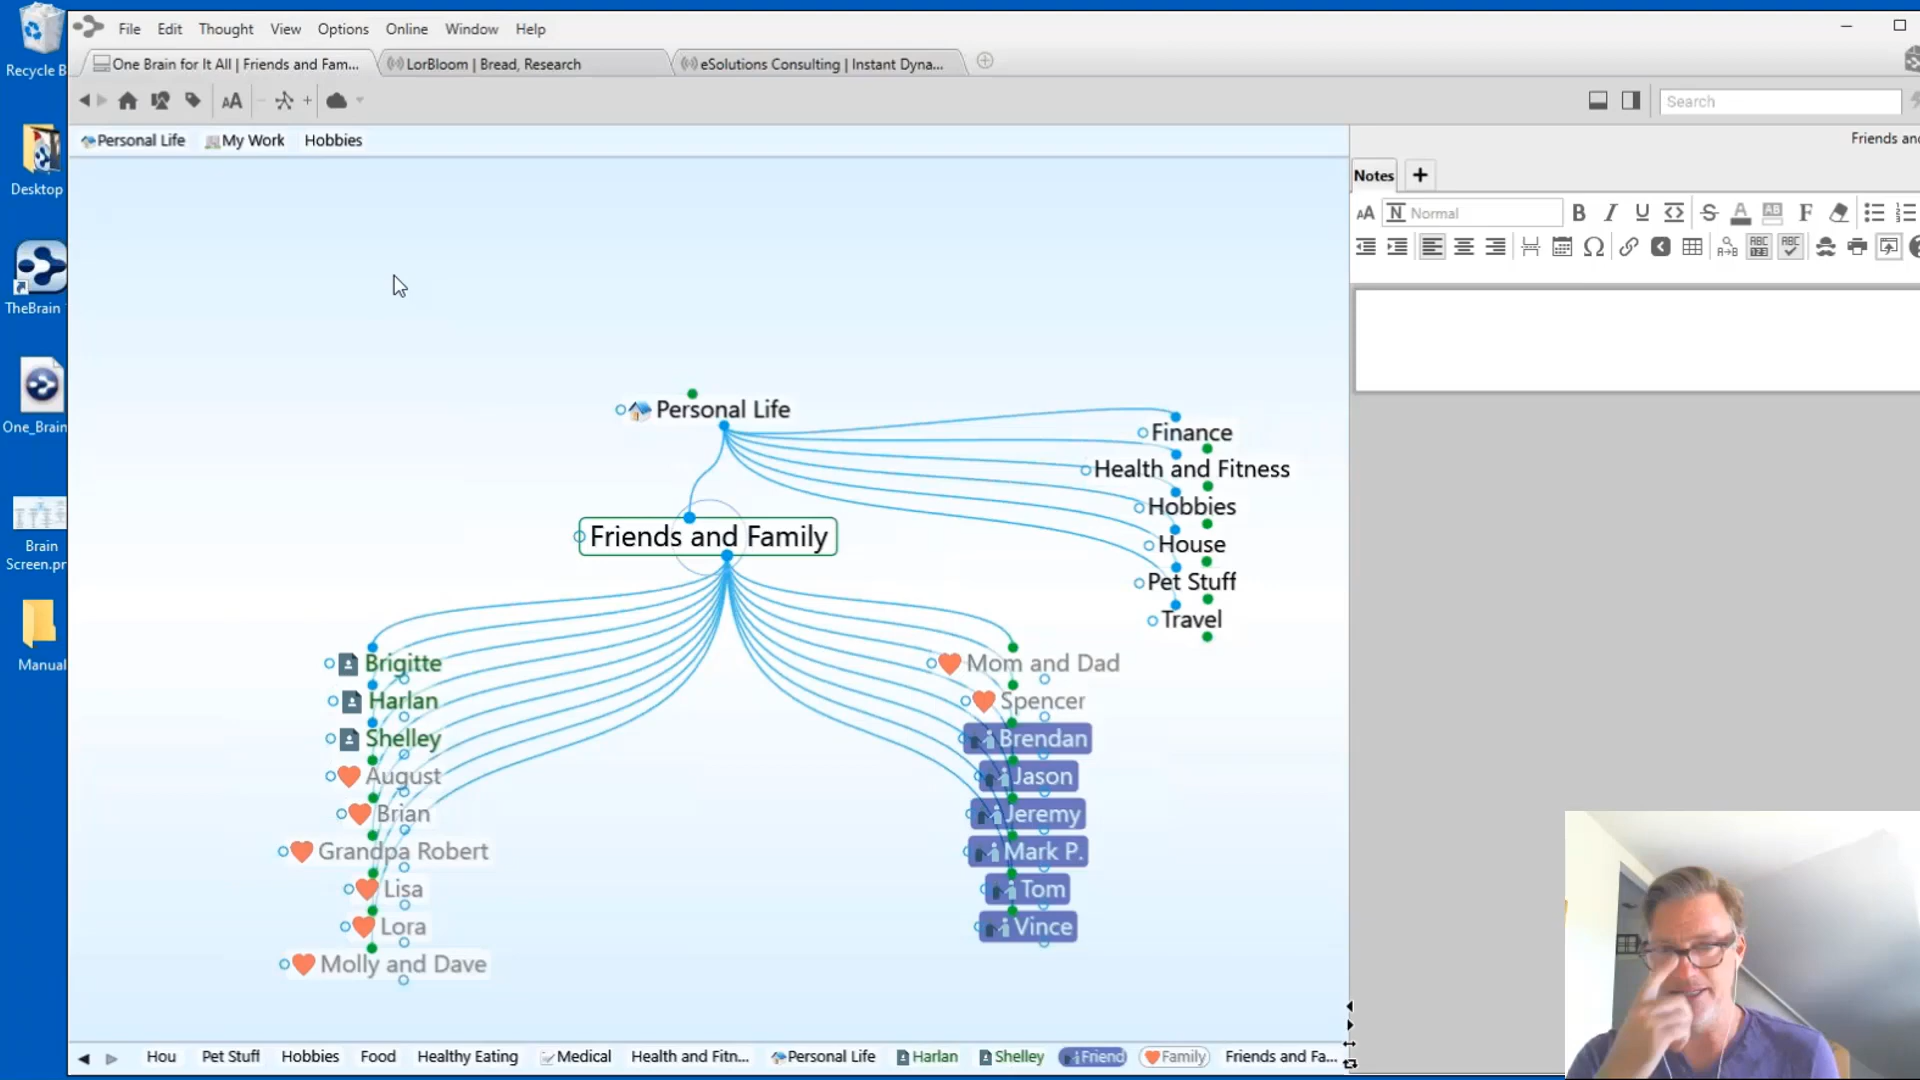 Recycle B
Desktop
TheBrain
One_Brain
Brain
Screen.pr
Manual
File Edit Thought View Options Online Window Help
One Brain for It All | Friends and Fam...
LorBloom | Bread, Research
eSolutions Consulting | Instant Dyna...
Search
Personal Life My Work Hobbies
Friends and
Notes
Normal
Personal Life
Finance
Health and Fitness
Hobbies
House
Pet Stuff
Travel
Friends and Family
Brigitte
Harlan
Shelley
August
Brian
Grandpa Robert
Lisa
Lora
Molly and Dave
Mom and Dad
Spencer
Brendan
Jason
Jeremy
Mark P.
Tom
Vince
Hou Pet Stuff Hobbies Food Healthy Eating Medical Health and Fitn... Personal Life Harlan Shelley Friend Family Friends and Fa...